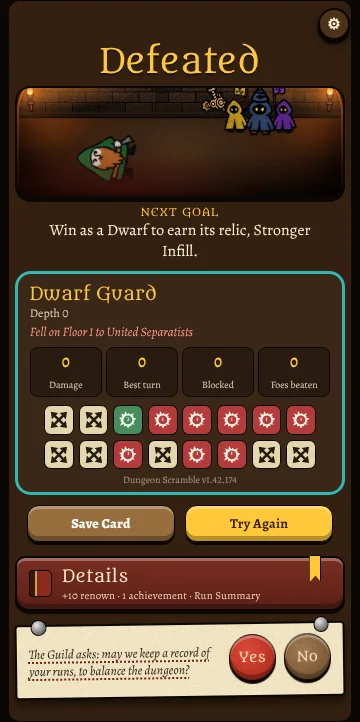 Defeated
NEXT GOAL
Win as a Dwarf to earn its relic, Stronger
Infill.
Dwarf Guard
Depth 0
Fell on Floor 1 to United Separatists
0 0 0 0
Damage Best turn Blocked Foes beaten
Dungeon Scramble v1.42.174
Save Card Try Again
Details
+10 renown · 1 achievement · Run Summary
The Guild asks: may we keep a record of
your runs, to balance the dungeon?
Yes No